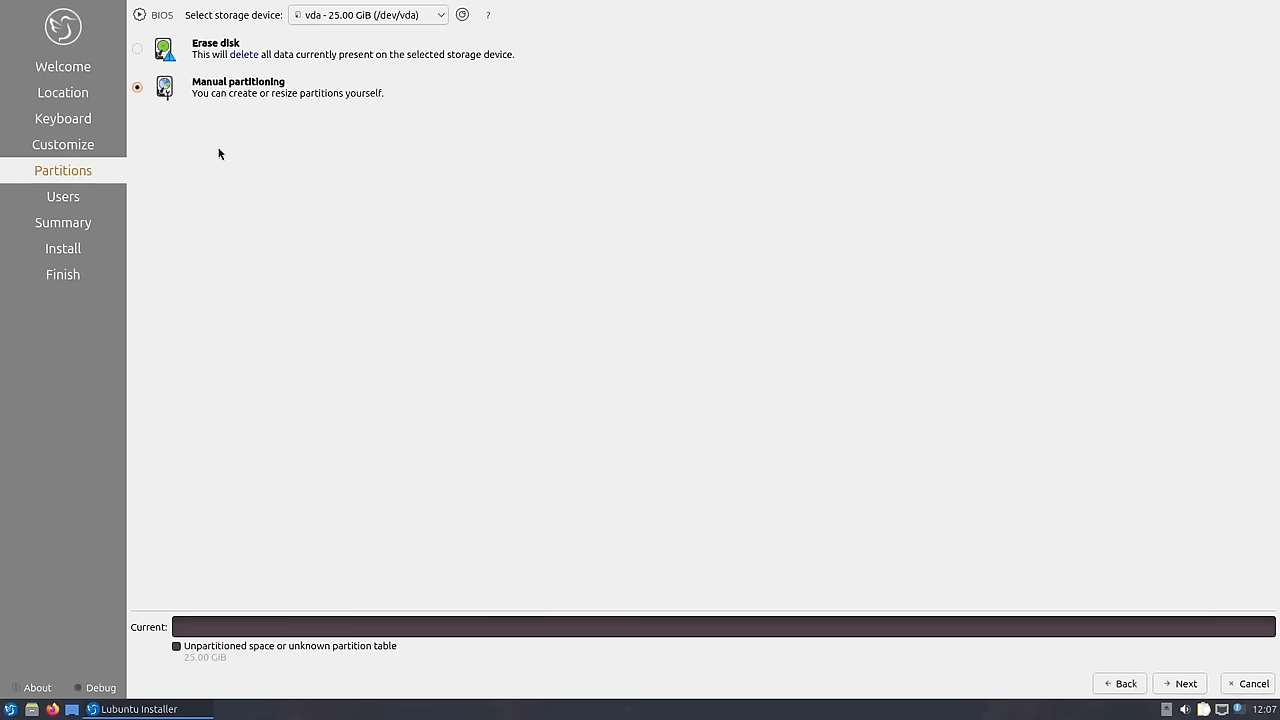 BIOS Select storage device: vda - 25.00 GiB (/dev/vda) ?
Erase disk
This will delete all data currently present on the selected storage device.
Manual partitioning
You can create or resize partitions yourself.
Welcome
Location
Keyboard
Customize
Partitions
Users
Summary
Install
Finish
Current:
Unpartitioned space or unknown partition table
25.00 GiB
About Debug
Back Next Cancel
Lubuntu Installer 12:07